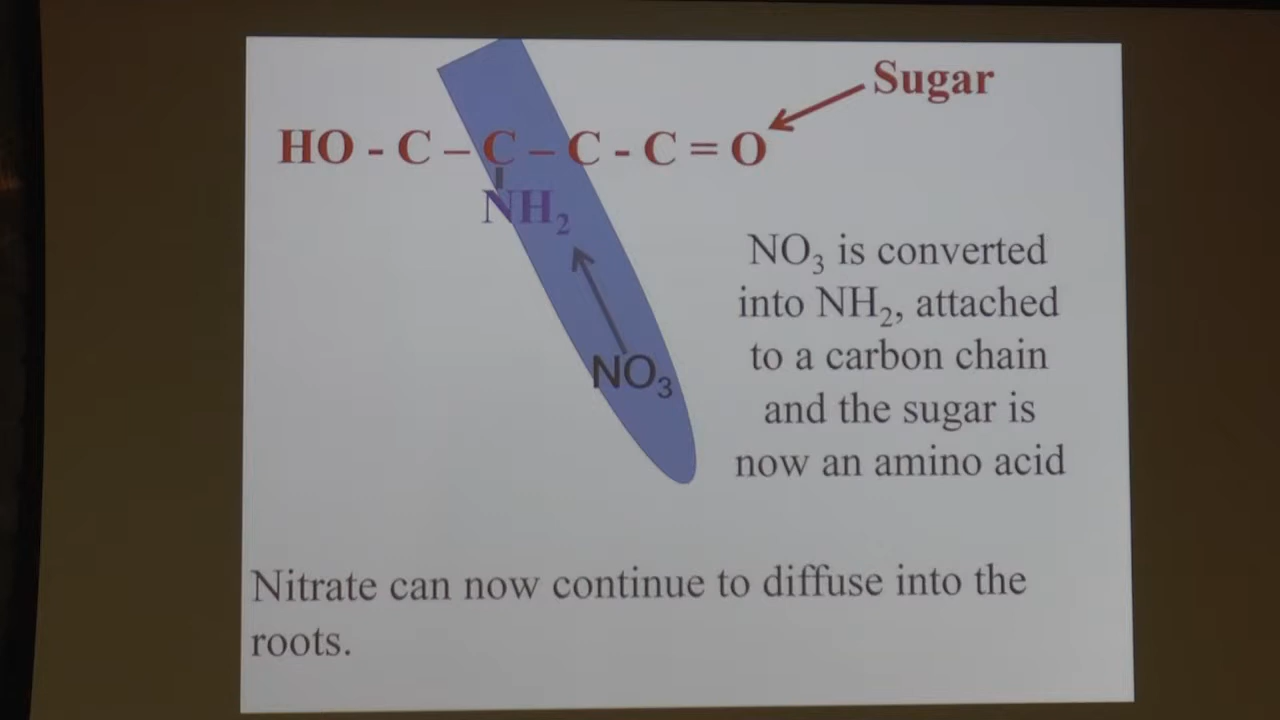 Sugar
HO - C – C – C - C = O
NH₂
NO₃ is converted
into NH₂, attached
to a carbon chain
and the sugar is
now an amino acid
NO₃
Nitrate can now continue to diffuse into the
roots.